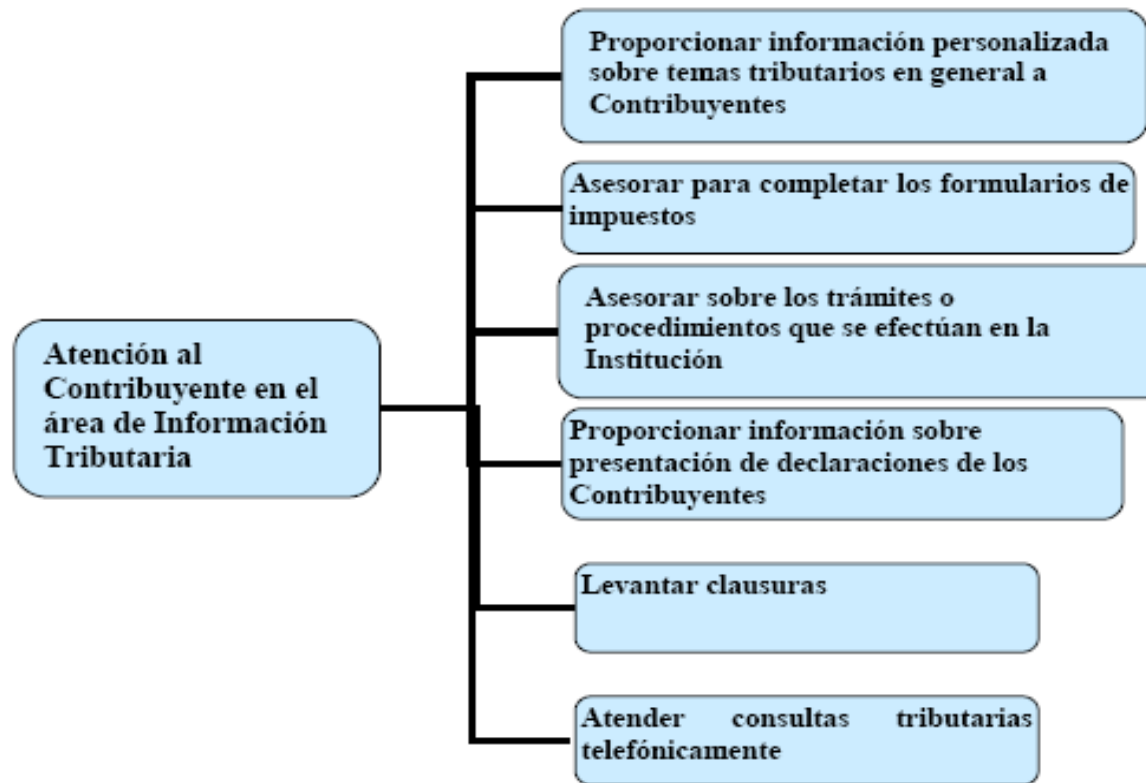 Proporcionar información personalizada
sobre temas tributarios en general a
Contribuyentes
Asesorar para completar los formularios de
impuestos
Asesorar sobre los trámites o
procedimientos que se efectúan en la
Institución
Atención al
Contribuyente en el
área de Información
Tributaria
Proporcionar información sobre
presentación de declaraciones de los
Contribuyentes
Levantar clausuras
Atender consultas tributarias
telefónicamente